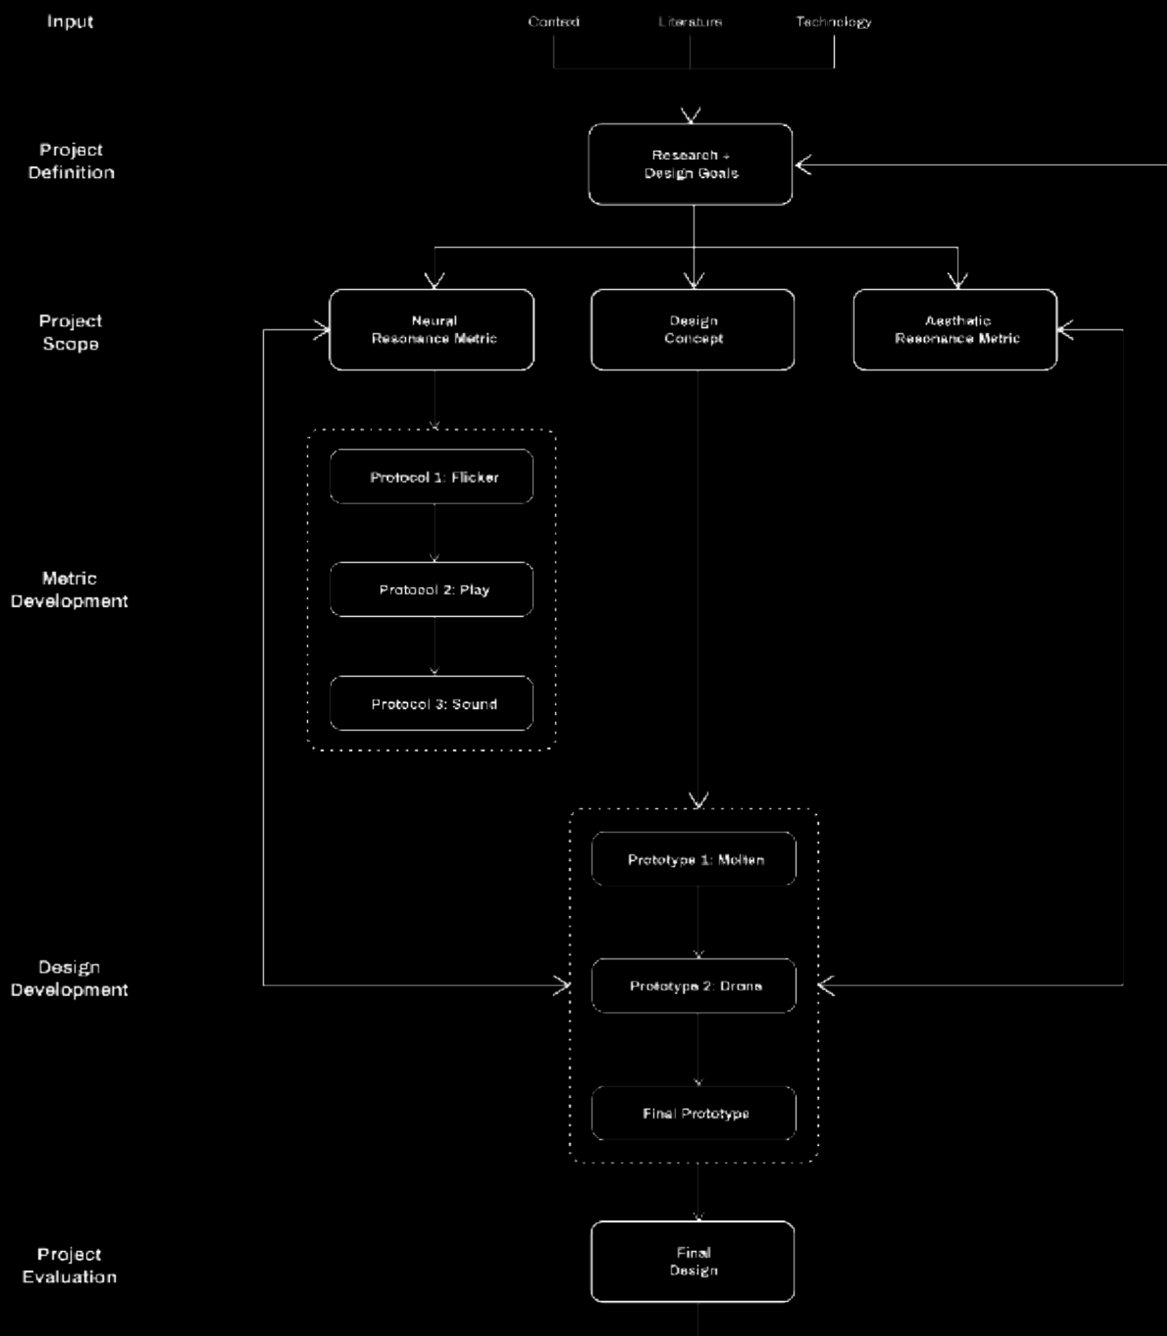 Input
Context
Literature
Technology
Project
Definition
Research +
Design Goals
Project
Scope
Neural
Resonance Metric
Design
Concept
Aesthetic
Resonance Metric
Metric
Development
Protocol 1: Flicker
Protocol 2: Play
Protocol 3: Sound
Design
Development
Prototype 1: Molten
Prototype 2: Drone
Final Prototype
Project
Evaluation
Final
Design